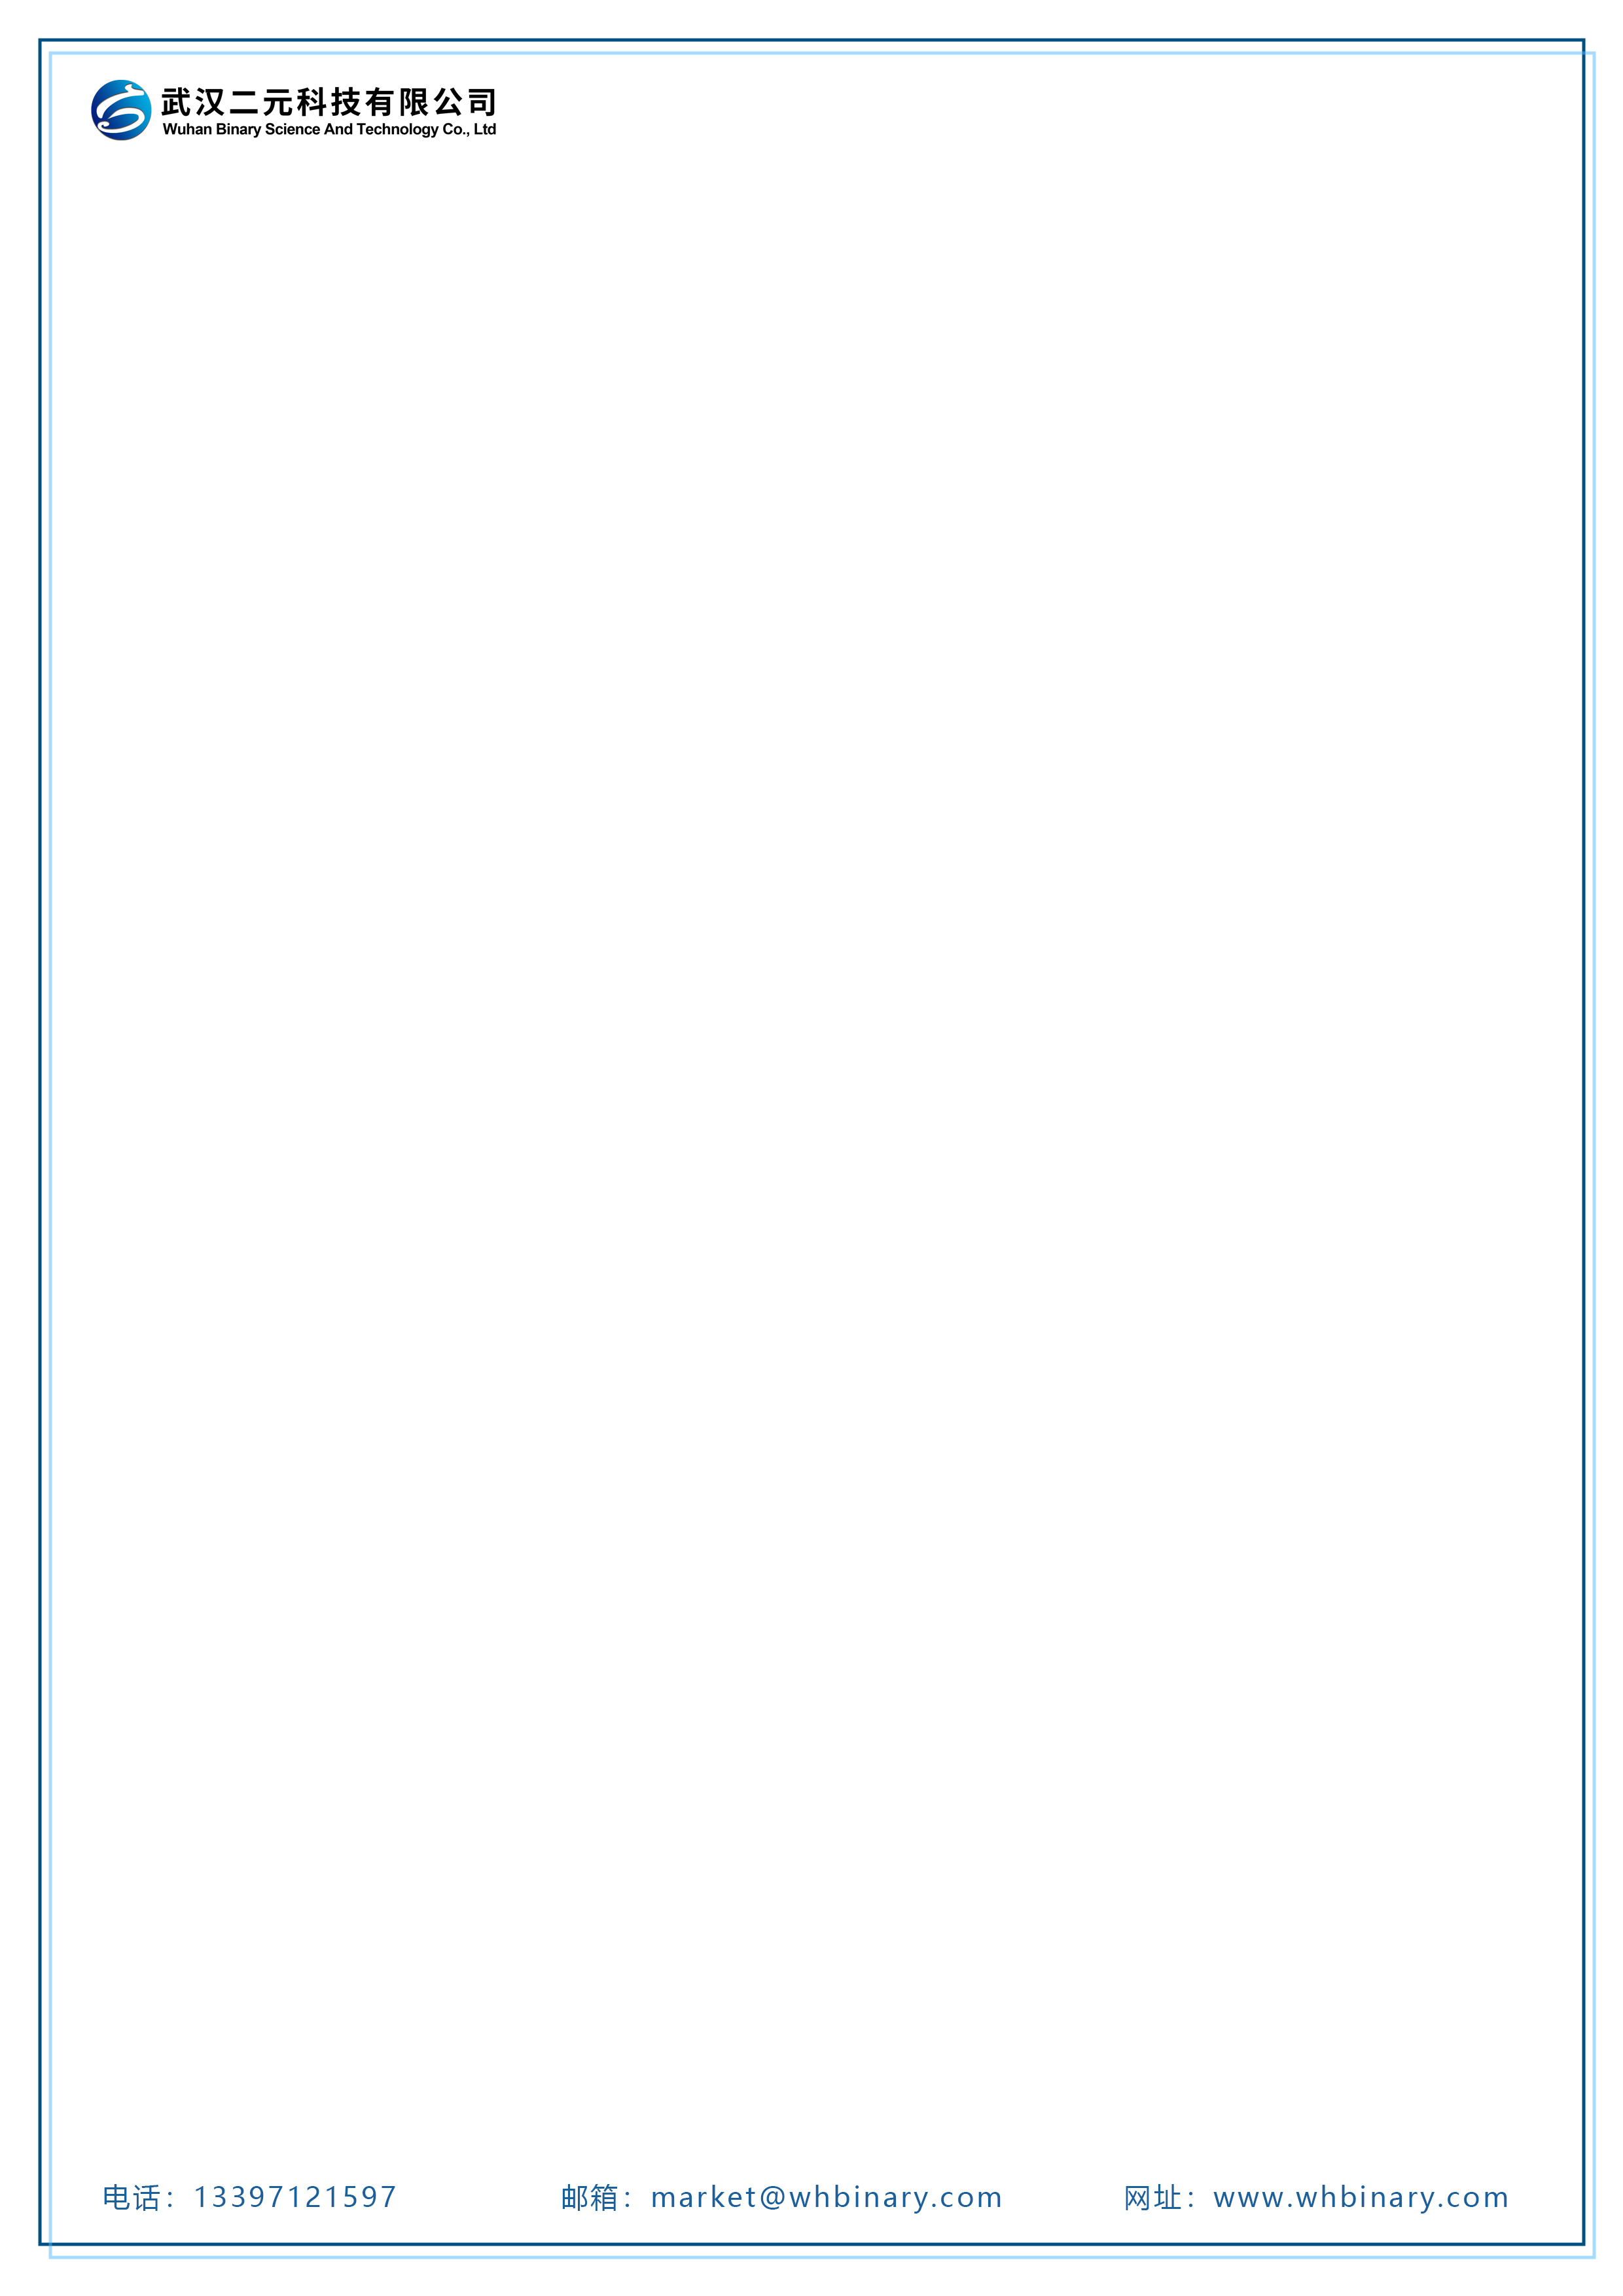 武汉二元科技有限公司
Wuhan Binary Science And Technology Co., Ltd
电话：13397121597 邮箱：market@whbinary.com 网址：www.whbinary.com